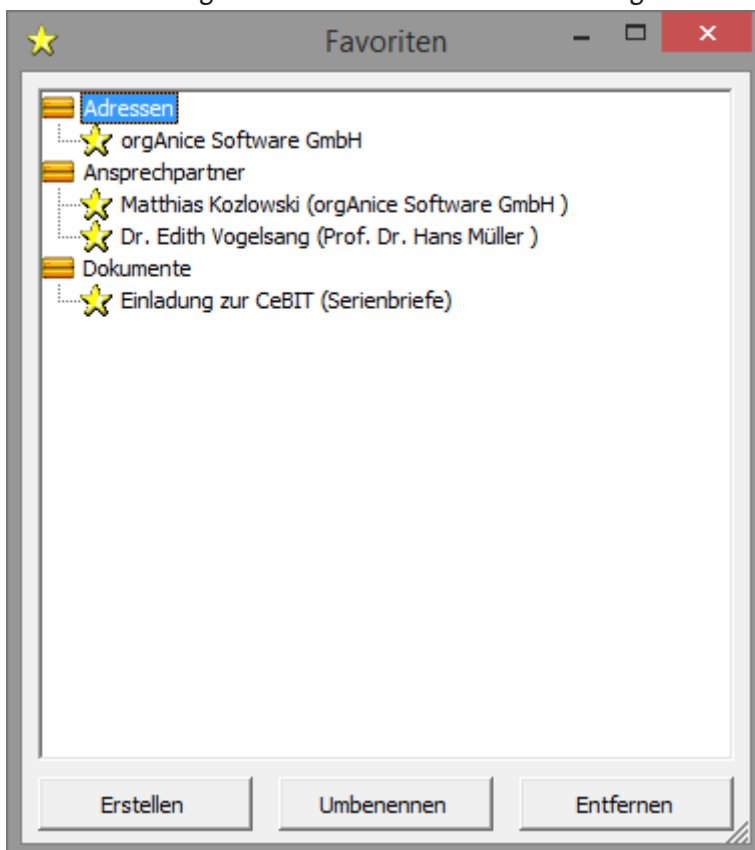 Favoriten
Adressen
orgAnice Software GmbH
Ansprechpartner
Matthias Kozlowski (orgAnice Software GmbH )
Dr. Edith Vogelsang (Prof. Dr. Hans Müller )
Dokumente
Einladung zur CeBIT (Serienbriefe)
Erstellen Umbenennen Entfernen